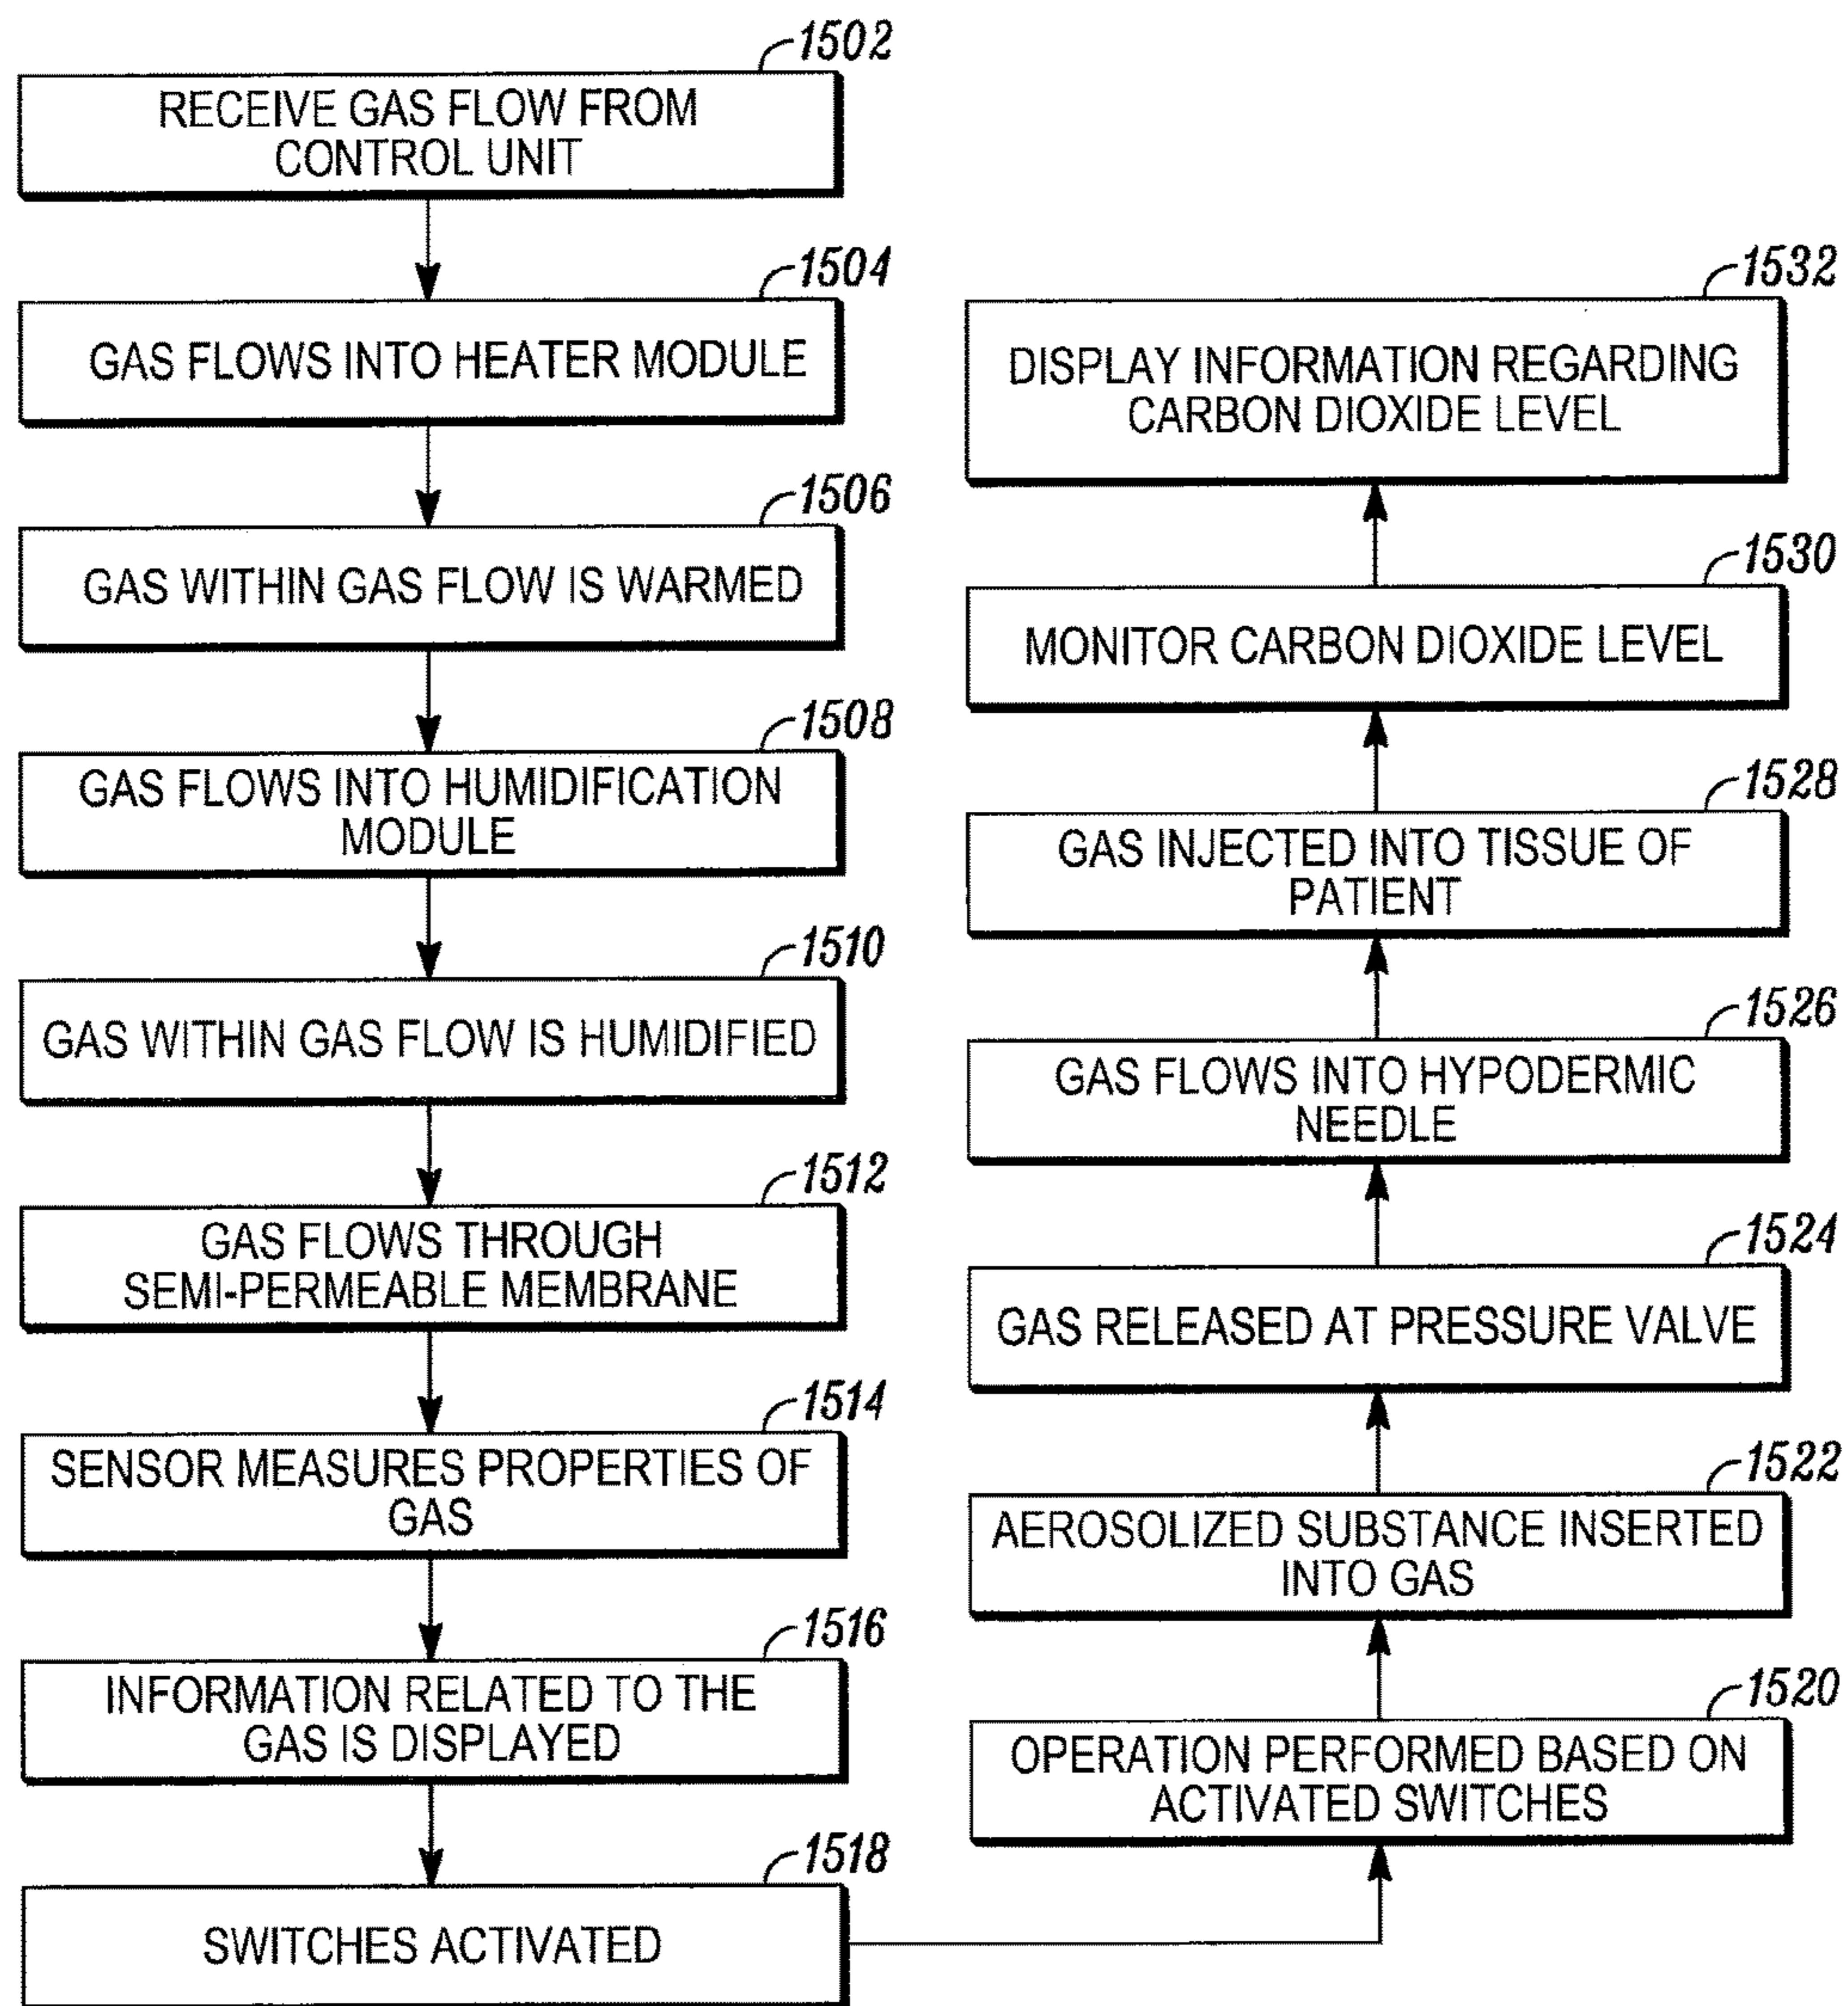 1502
RECEIVE GAS FLOW FROM
CONTROL UNIT
1504
GAS FLOWS INTO HEATER MODULE
1506
GAS WITHIN GAS FLOW IS WARMED
1508
GAS FLOWS INTO HUMIDIFICATION
MODULE
1510
GAS WITHIN GAS FLOW IS HUMIDIFIED
1512
GAS FLOWS THROUGH
SEMI-PERMEABLE MEMBRANE
1514
SENSOR MEASURES PROPERTIES OF
GAS
1516
INFORMATION RELATED TO THE
GAS IS DISPLAYED
1518
SWITCHES ACTIVATED
1520
OPERATION PERFORMED BASED ON
ACTIVATED SWITCHES
1522
AEROSOLIZED SUBSTANCE INSERTED
INTO GAS
1524
GAS RELEASED AT PRESSURE VALVE
1526
GAS FLOWS INTO HYPODERMIC
NEEDLE
1528
GAS INJECTED INTO TISSUE OF
PATIENT
1530
MONITOR CARBON DIOXIDE LEVEL
1532
DISPLAY INFORMATION REGARDING
CARBON DIOXIDE LEVEL